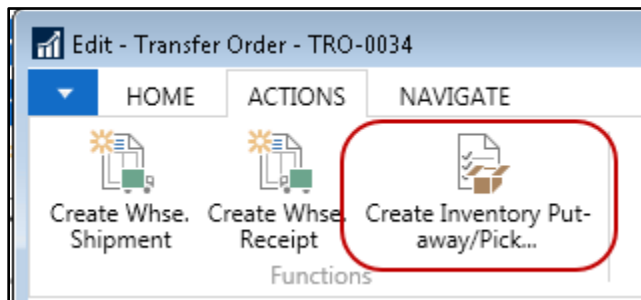 Edit - Transfer Order - TRO-0034
HOME ACTIONS NAVIGATE
Create Whse. Create Whse. Create Inventory Put-
Shipment Receipt away/Pick...
Functions